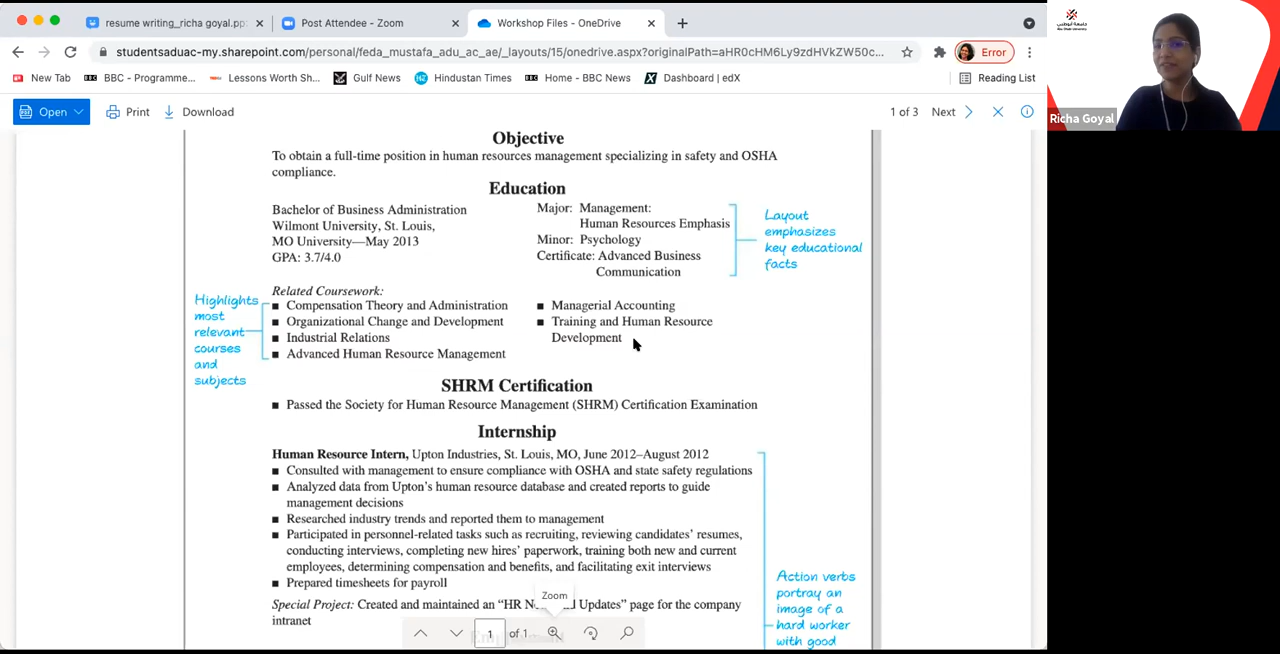 resume writing_richa goyal.pp
Post Attendee - Zoom
Workshop Files - OneDrive
studentsaduac-my.sharepoint.com/personal/feda_mustafa_adu_ac_ae/_layouts/15/onedrive.aspx?originalPath=aHR0cHM6Ly9zdHVkZW50c...
Error
New Tab
BBC - Programme...
Lessons Worth Sh...
Gulf News
Hindustan Times
Home - BBC News
Dashboard | edX
Reading List
Open
Print
Download
1 of 3
Next
Richa Goyal
Objective
To obtain a full-time position in human resources management specializing in safety and OSHA
compliance.
Education
Bachelor of Business Administration
Wilmont University, St. Louis,
MO University—May 2013
GPA: 3.7/4.0
Major: Management:
Human Resources Emphasis
Minor: Psychology
Certificate: Advanced Business
Communication
Layout
emphasizes
key educational
facts
Related Coursework:
■ Compensation Theory and Administration
■ Organizational Change and Development
■ Industrial Relations
■ Advanced Human Resource Management
■ Managerial Accounting
■ Training and Human Resource
Development
Highlights
most
relevant
courses
and
subjects
SHRM Certification
■ Passed the Society for Human Resource Management (SHRM) Certification Examination
Internship
Human Resource Intern, Upton Industries, St. Louis, MO, June 2012–August 2012
■ Consulted with management to ensure compliance with OSHA and state safety regulations
■ Analyzed data from Upton's human resource database and created reports to guide
management decisions
■ Researched industry trends and reported them to management
■ Participated in personnel-related tasks such as recruiting, reviewing candidates' resumes,
conducting interviews, completing new hires' paperwork, training both new and current
employees, determining compensation and benefits, and facilitating exit interviews
■ Prepared timesheets for payroll
Special Project: Created and maintained an "HR Updates" page for the company
intranet
Action verbs
portray an
image of a
hard worker
with good
Zoom
1 of 1